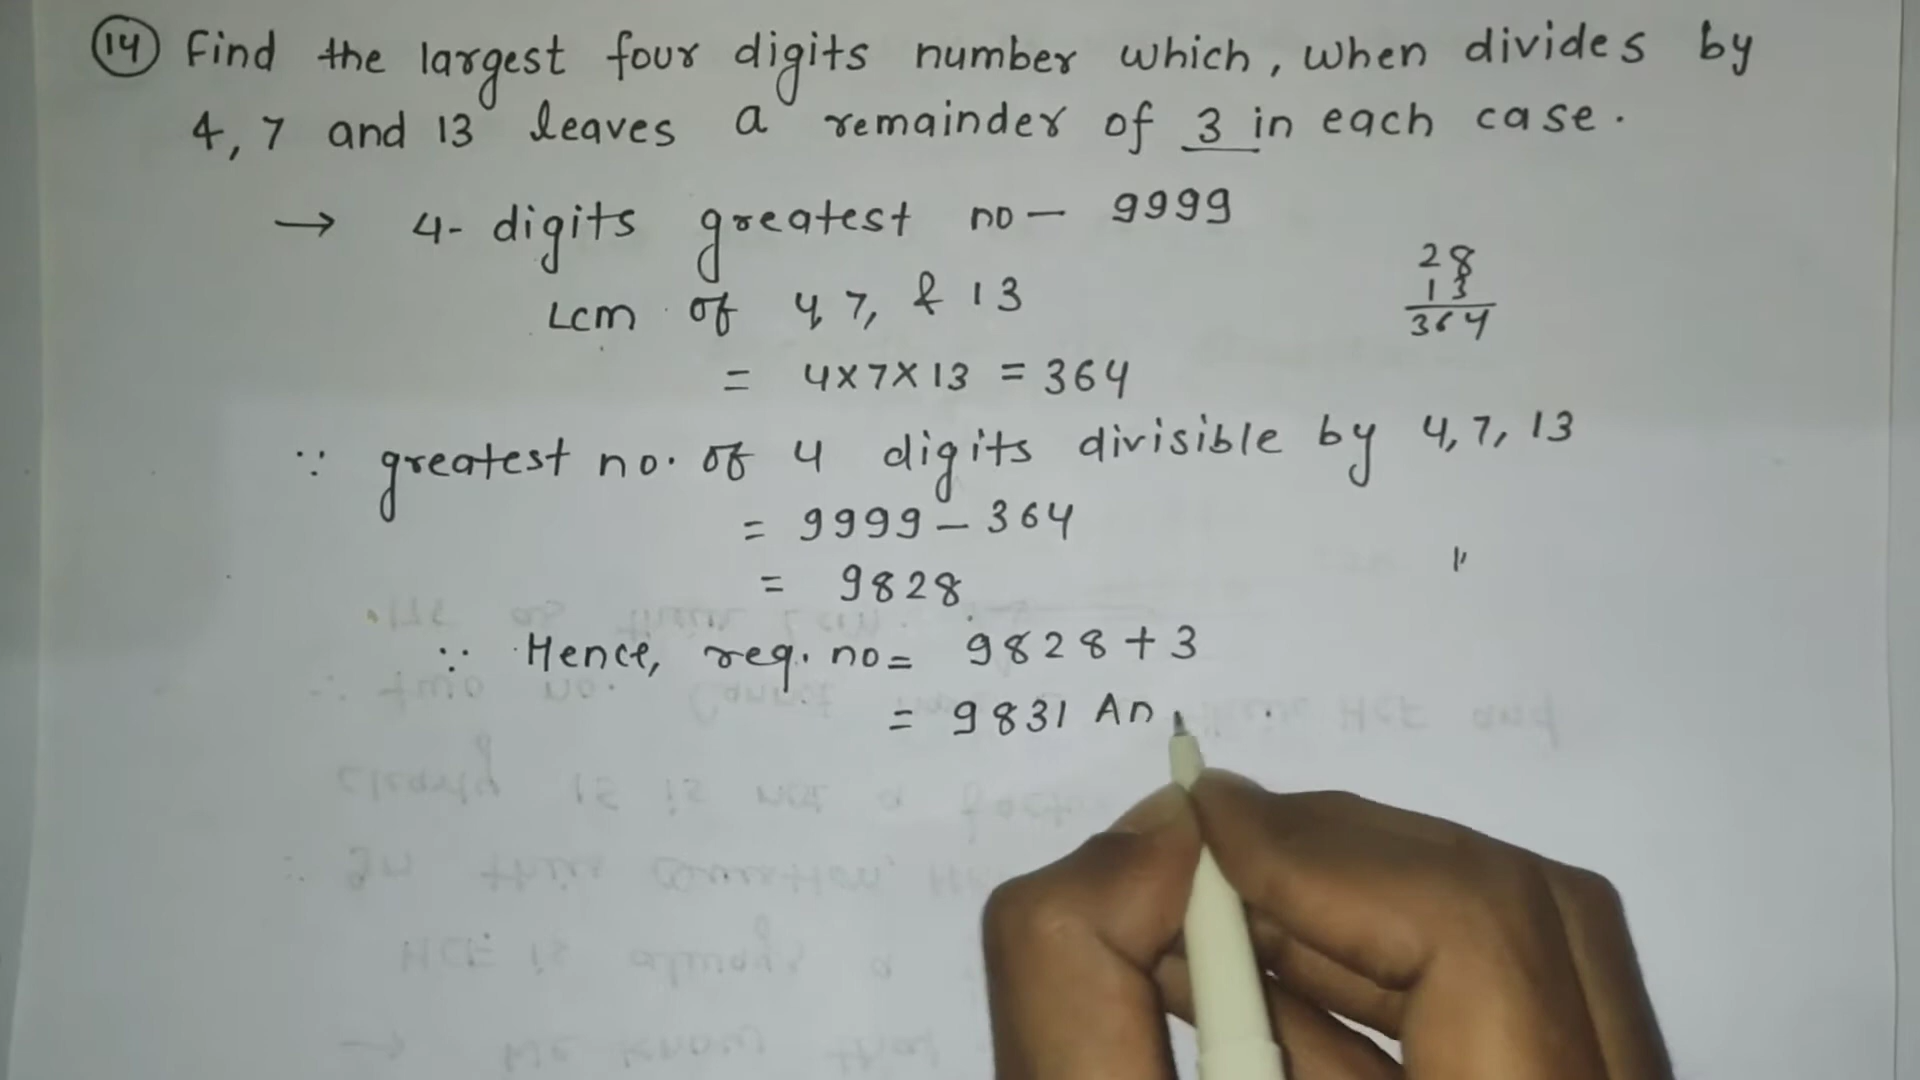 14 Find the largest four digits number which, when divides by
4, 7 and 13 leaves a remainder of 3 in each case.
→ 4- digits greatest no — 9999
28
13
364
Lcm of 4, 7, & 13
= 4×7×13 = 364
∵ greatest no. of 4 digits divisible by 4, 7, 13
= 9999 — 364
= 9828
∵ Hence, req. no = 9828 + 3
= 9831 An